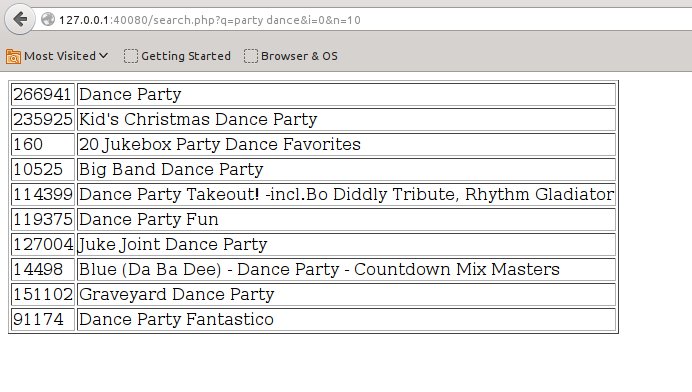 127.0.0.1:40080/search.php?q=party dance&i=0&n=10
Most Visited Getting Started Browser & OS
266941 Dance Party
235925 Kid's Christmas Dance Party
160 20 Jukebox Party Dance Favorites
10525 Big Band Dance Party
114399 Dance Party Takeout! -incl.Bo Diddly Tribute, Rhythm Gladiator
119375 Dance Party Fun
127004 Juke Joint Dance Party
14498 Blue (Da Ba Dee) - Dance Party - Countdown Mix Masters
151102 Graveyard Dance Party
91174 Dance Party Fantastico